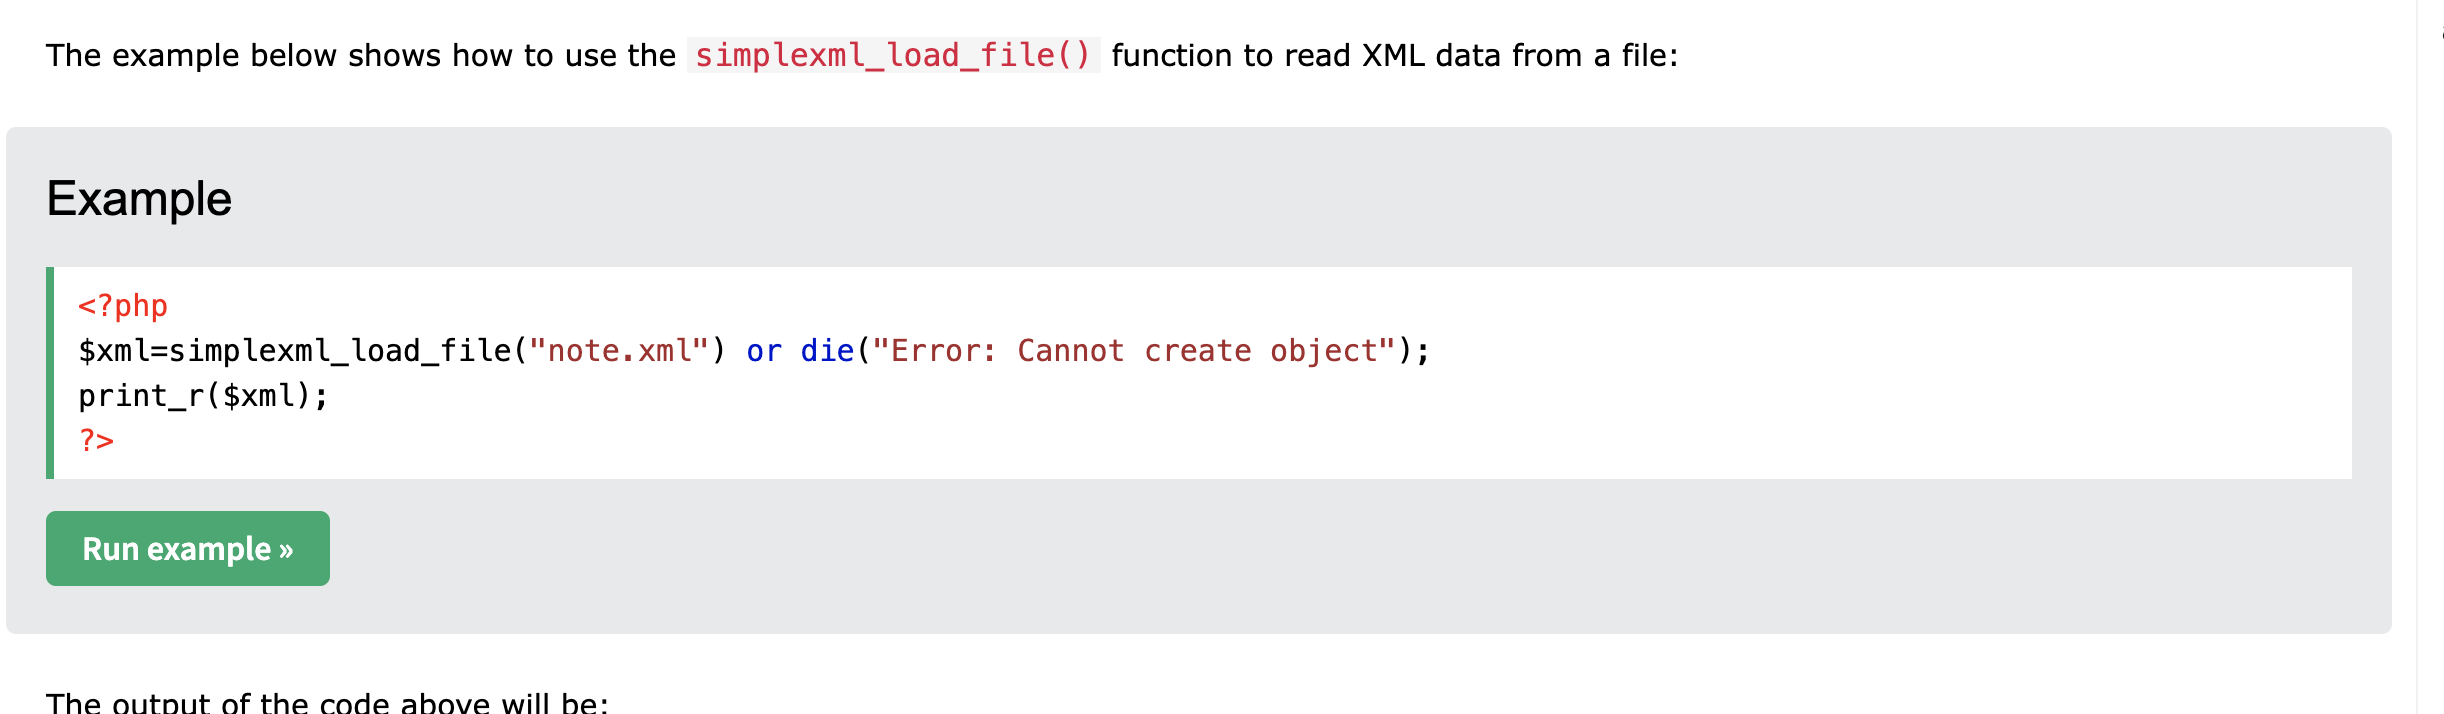 The example below shows how to use the simplexml_load_file() function to read XML data from a file:
Example
<?php
$xml=simplexml_load_file("note.xml") or die("Error: Cannot create object");
print_r($xml);
?>
Run example »
The output of the code above will be: